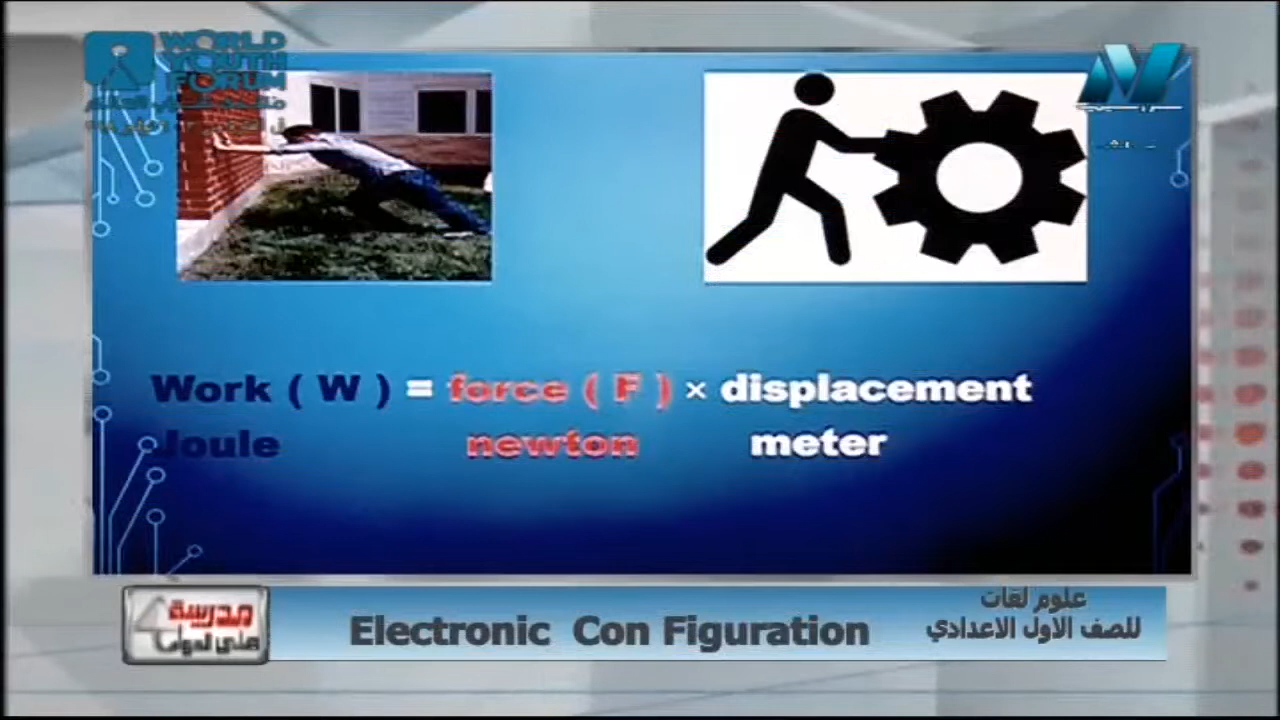 WORLD
YOUTH
FORUM
Work ( W ) = force ( F ) × displacement
Joule newton meter
مدرسة
على الهواء
Electronic Con Figuration
علوم لغات
للصف الاول الاعدادي